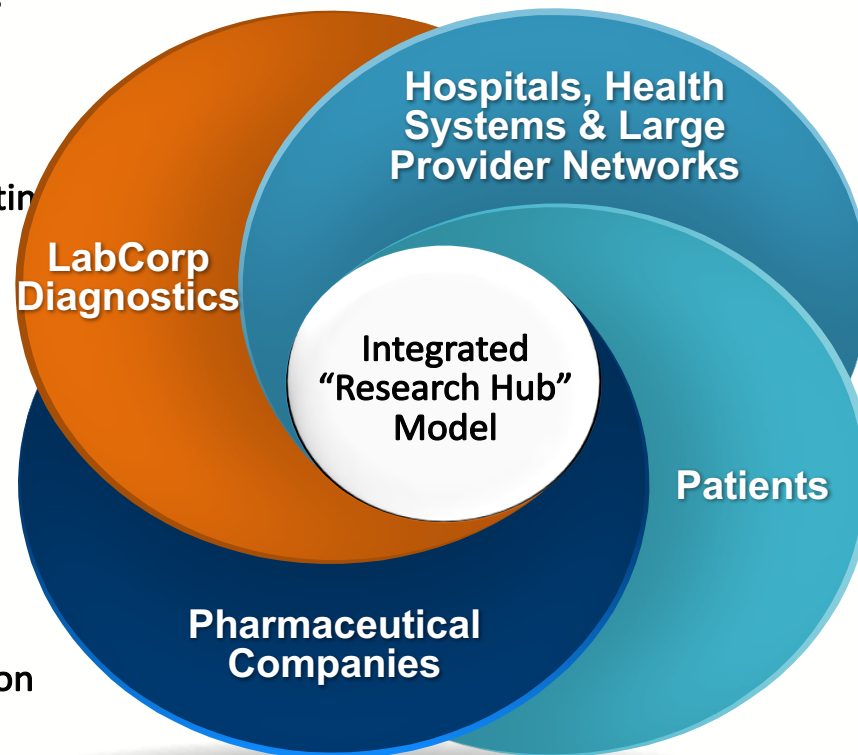 Hospitals, Health
Systems & Large
Provider Networks
LabCorp
Diagnostics
Integrated
“Research Hub”
Model
Patients
Pharmaceutical
Companies